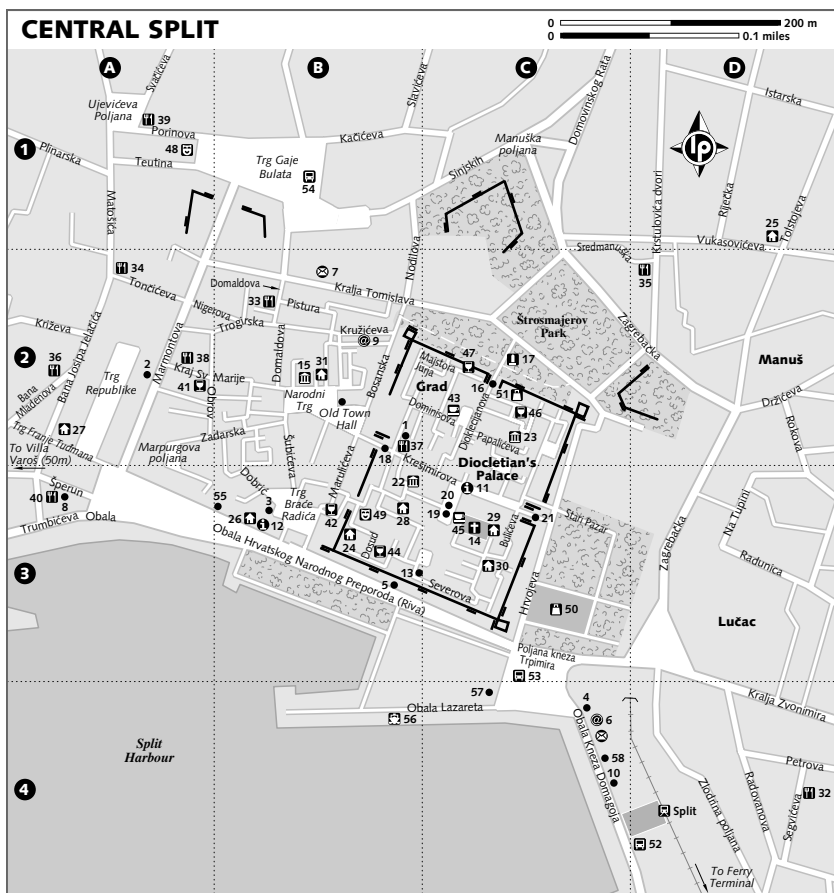 CENTRAL SPLIT
0 200 m
0 0.1 miles
A
B
C
D
1
2
3
4
Ujevićeva
Poljana
Svačićeva
39
Porinova
48
Teutina
Plinarska
Matošića
Trg Gaje
Bulata
54
Kačićeva
Slavićeva
Sinjskih
Manuška
poljana
Domovinskog Rata
Istarska
lp
Krstulovića dvori
Riječka
25
Tolstojeva
Vukasovićeva
Sredmanuška
35
34
Tončićeva
7
Nodilova
Domaldova
33
Pistura
Kralja Tomislava
Nigerova
Trogirska
Križeva
Kružićeva
9
Štrosmajerov
Park
Zagrebačka
36
Bana
Mladenova
Bana Josipa Jelačića
2
Marmontova
38
Kraj Sv Marije
41
Obrov
Domaldova
15
31
Narodni
Trg
Bosanska
Majstora
Jurja
47
17
Grad
16
51
43
46
Dominisova
Dioklecijanova
Papalićeva
23
Manuš
Držićeva
Rokova
Trg
Republike
Old Town
Hall
1
37
18
Zadarska
27
Trg Franje Tuđmana
To Villa
Varoš (50m)
Marpurgova
poljana
Šubićeva
Krešimirova
Diocletian's
Palace
22
11
Marulićeva
Dobrić
Trg
Braće
Radića
Šperun
40
8
55
3
26
12
42
49
28
20
19
45
14
29
Buličeva
21
Stari Pazar
Zagrebačka
Na Tupini
Radunica
Trumbićeva
Obala
24
Dosud
44
13
5
30
Severova
Obala Hrvatskog Narodnog Preporoda (Riva)
Hrvojeva
50
Lučac
Poljana kneza
Trpimira
53
57
Obala Lazareta
56
4
6
58
10
Obala Kneza Domagoja
Kralja Zvonimira
Split
Harbour
Petrova
32
Segvićeva
Radovanova
Zlodrina poljana
Split
52
To Ferry
Terminal